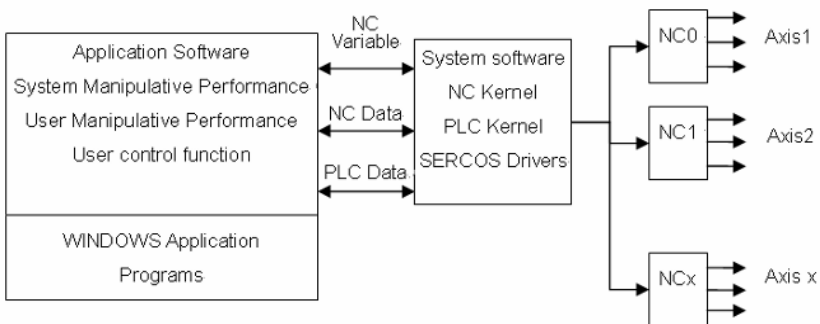 Application Software
System Manipulative Performance
User Manipulative Performance
User control function
WINDOWS Application
Programs
NC
Variable
NC Data
PLC Data
System software
NC Kernel
PLC Kernel
SERCOS Drivers
NC0
Axis1
NC1
Axis2
NCx
Axis x